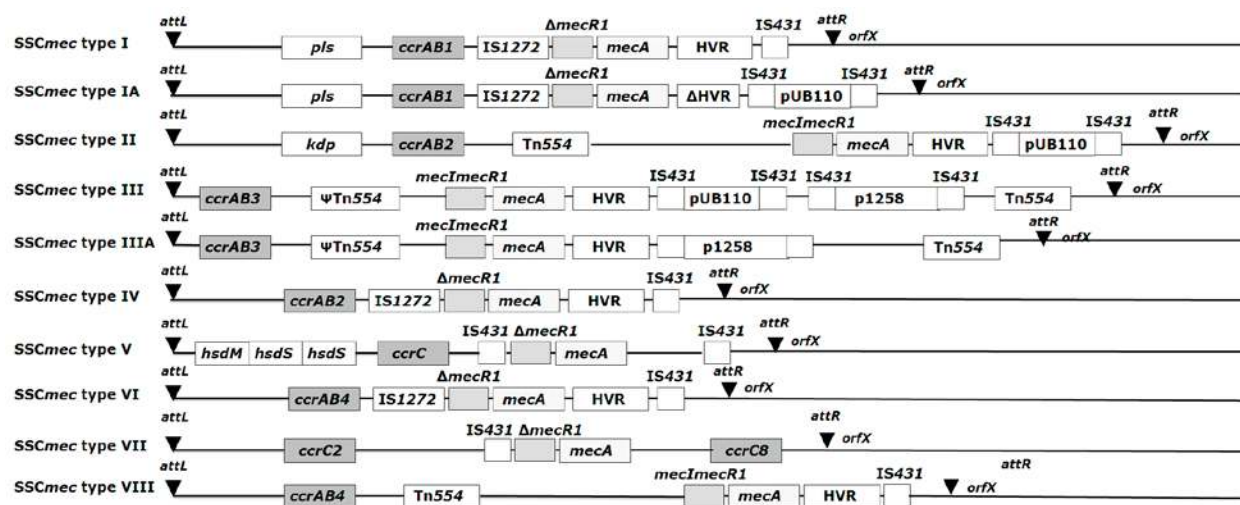 attL ΔmecR1 IS431 attR
SSCmec type I pls ccrAB1 IS1272 mecA HVR orfX
attL ΔmecR1 IS431 IS431 attR
SSCmec type IA pls ccrAB1 IS1272 mecA ΔHVR pUB110 orfX
attL mecImecR1 IS431 IS431 attR
SSCmec type II kdp ccrAB2 Tn554 mecA HVR pUB110 orfX
attL mecImecR1 IS431 IS431 IS431 IS431 attR
SSCmec type III ccrAB3 ΨTn554 mecA HVR pUB110 p1258 Tn554 orfX
attL mecImecR1 attR
SSCmec type IIIA ccrAB3 ΨTn554 mecA HVR p1258 Tn554 orfX
attL ΔmecR1 IS431 attR
SSCmec type IV ccrAB2 IS1272 mecA HVR orfX
attL IS431 ΔmecR1 IS431 attR
SSCmec type V hsdM hsdS hsdS ccrC mecA orfX
attL ΔmecR1 IS431 attR
SSCmec type VI ccrAB4 IS1272 mecA HVR orfX
attL IS431 ΔmecR1 attR
SSCmec type VII ccrC2 mecA ccrC8 orfX
attL mecImecR1 IS431 attR
SSCmec type VIII ccrAB4 Tn554 mecA HVR orfX